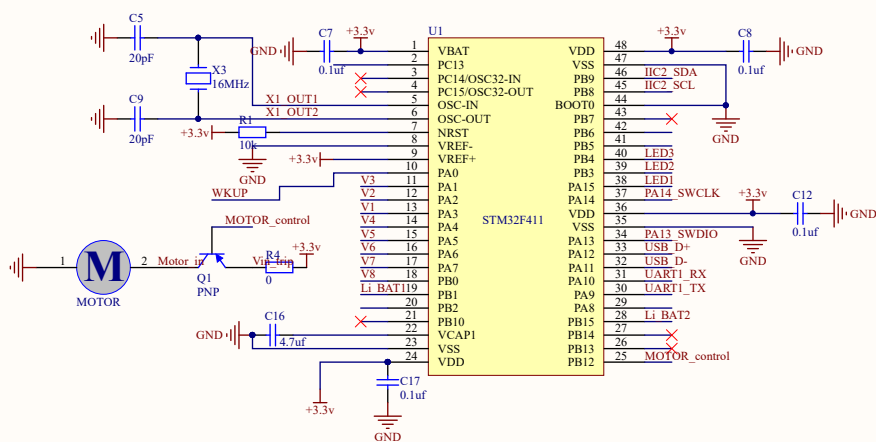 C5
20pF
X3
16MHz
C9
20pF
X1_OUT1
X1_OUT2
GND
C7
0.1uf
+3.3v
+3.3v
R1
10k
GND
+3.3v
WKUP
V3
V2
V1
V4
V5
V6
V7
V8
Li_BAT1
MOTOR_control
1
M
2
MOTOR
Motor_in
Q1
PNP
Vin_trip
R4
0
+3.3v
GND
C16
4.7uf
+3.3v
C17
0.1uf
GND
U1
STM32F411
1 VBAT
2 PC13
3 PC14/OSC32-IN
4 PC15/OSC32-OUT
5 OSC-IN
6 OSC-OUT
7 NRST
8 VREF-
9 VREF+
10 PA0
11 PA1
12 PA2
13 PA3
14 PA4
15 PA5
16 PA6
17 PA7
18 PB0
19 PB1
20 PB2
21 PB10
22 VCAP1
23 VSS
24 VDD
VDD 48
VSS 47
PB9 46 IIC2_SDA
PB8 45 IIC2_SCL
BOOT0 44
PB7 43
PB6 42
PB5 41
PB4 40 LED3
PB3 39 LED2
PA15 38 LED1
PA14 37 PA14_SWCLK
VDD 36
VSS 35
PA13 34 PA13_SWDIO
PA12 33 USB_D+
PA11 32 USB_D-
PA10 31 UART1_RX
PA9 30 UART1_TX
PA8 29
PB15 28 Li_BAT2
PB14 27
PB13 26
PB12 25 MOTOR_control
+3.3v
C8
0.1uf
GND
GND
+3.3v
C12
0.1uf
GND
GND